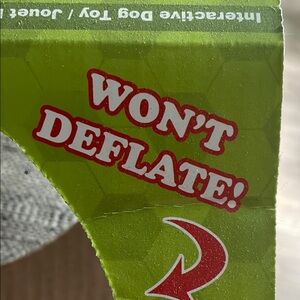 Interactive Dog Toy / Jouet
WON'T
DEFLATE!